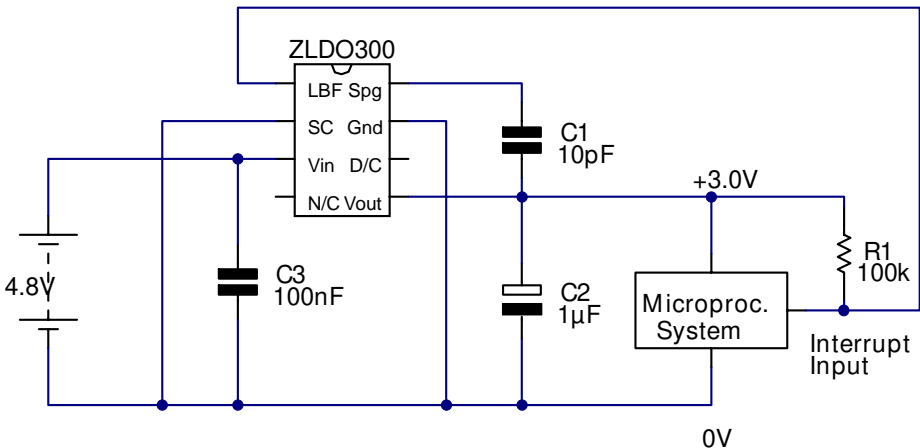 ZLDO300
LBF Spg
SC Gnd
Vin D/C
N/C Vout
C1
10pF
+3.0V
R1
100k
4.8V
C3
100nF
C2
1µF
Microproc.
System
Interrupt
Input
0V